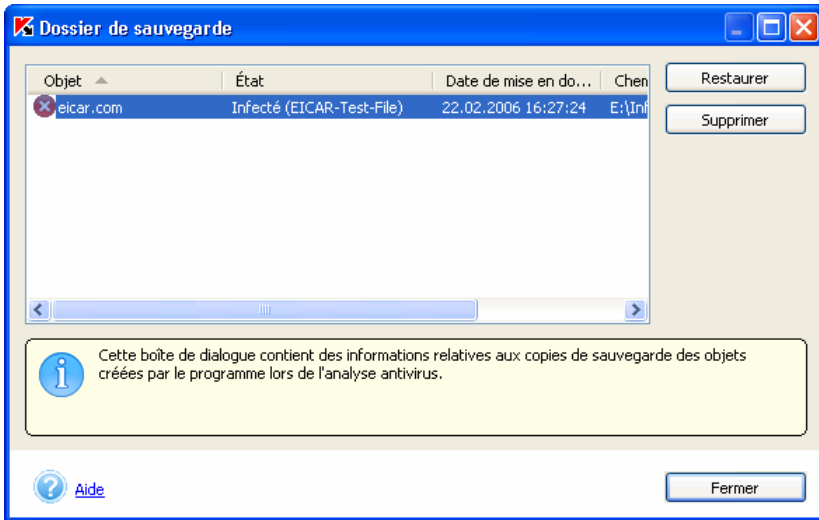 Dossier de sauvegarde
Objet État Date de mise en do... Chen
eicar.com Infecté (EICAR-Test-File) 22.02.2006 16:27:24 E:\Inf
Restaurer
Supprimer
Cette boîte de dialogue contient des informations relatives aux copies de sauvegarde des objets
créées par le programme lors de l'analyse antivirus.
Aide
Fermer